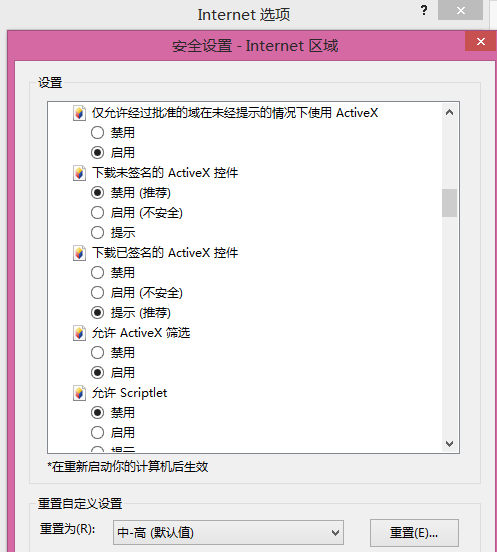 Internet 选项
?
安全设置 - Internet 区域
设置
仅允许经过批准的域在未经提示的情况下使用 ActiveX
禁用
启用
下载未签名的 ActiveX 控件
禁用 (推荐)
启用 (不安全)
提示
下载已签名的 ActiveX 控件
禁用
启用 (不安全)
提示 (推荐)
允许 ActiveX 筛选
禁用
启用
允许 Scriptlet
禁用
启用
提示
*在重新启动你的计算机后生效
重置自定义设置
重置为(R):
中-高 (默认值)
重置(E)...